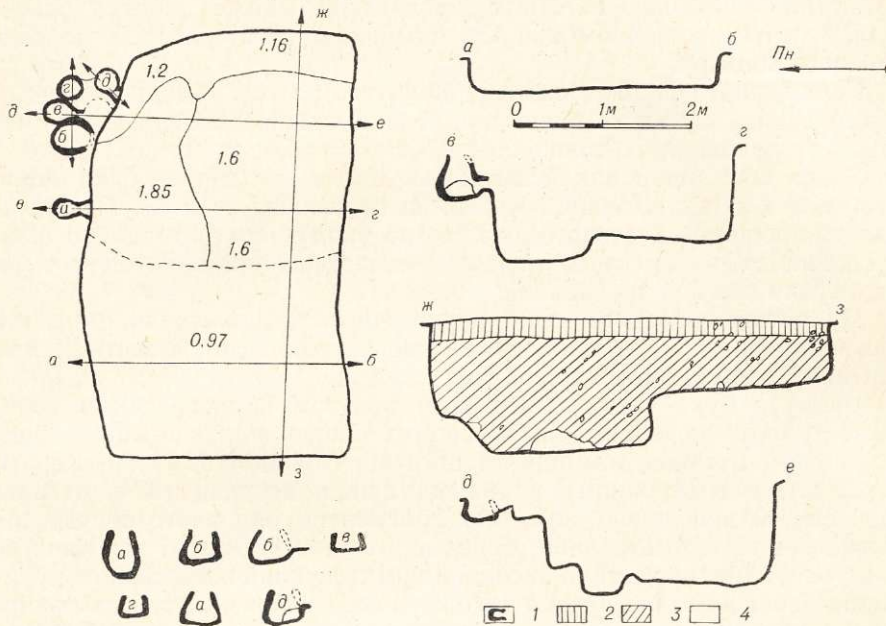 ж
1.16
1.2
г
д
в
д
е
б
1.6
1.85
в
а
г
1.6
0.97
а
б
з
а
б
б
в
г
а
д
а
б
Пн
0
1м
2м
в
г
ж
з
д
е
1
2
3
4